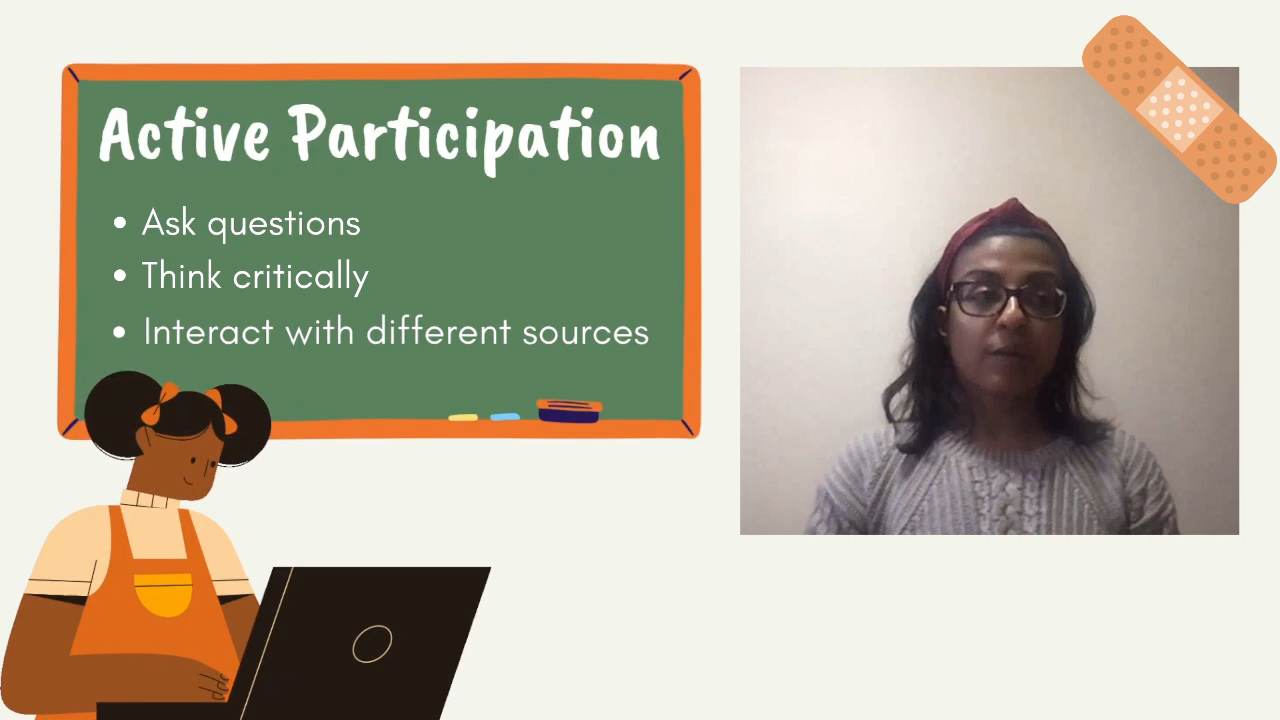 Active Participation
Ask questions
Think critically
Interact with different sources